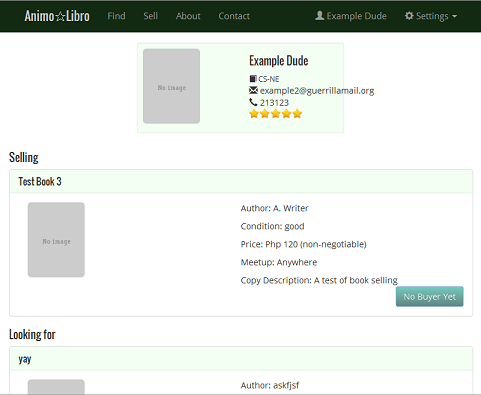 Animo☆Libro Find Sell About Contact Example Dude Settings
No image
Example Dude
CS-NE
example2@guerrillamail.org
213123
Selling
Test Book 3
No image
Author: A. Writer
Condition: good
Price: Php 120 (non-negotiable)
Meetup: Anywhere
Copy Description: A test of book selling
No Buyer Yet
Looking for
yay
Author: askfjsf